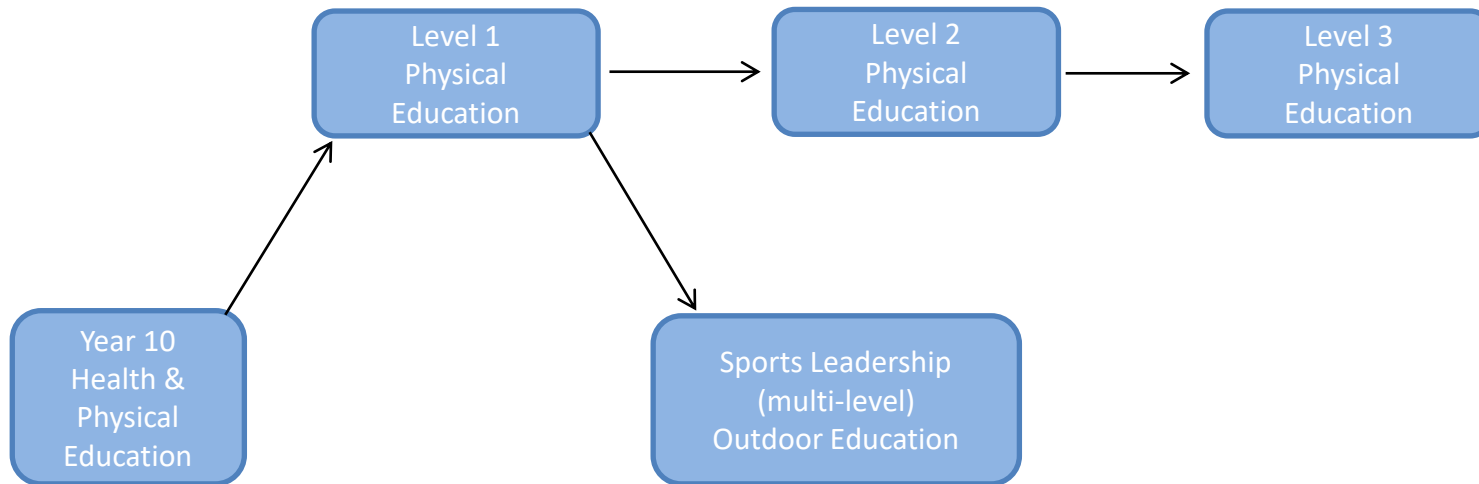 Level 1
Physical
Education
Level 2
Physical
Education
Level 3
Physical
Education
Year 10
Health &
Physical
Education
Sports Leadership
(multi-level)
Outdoor Education